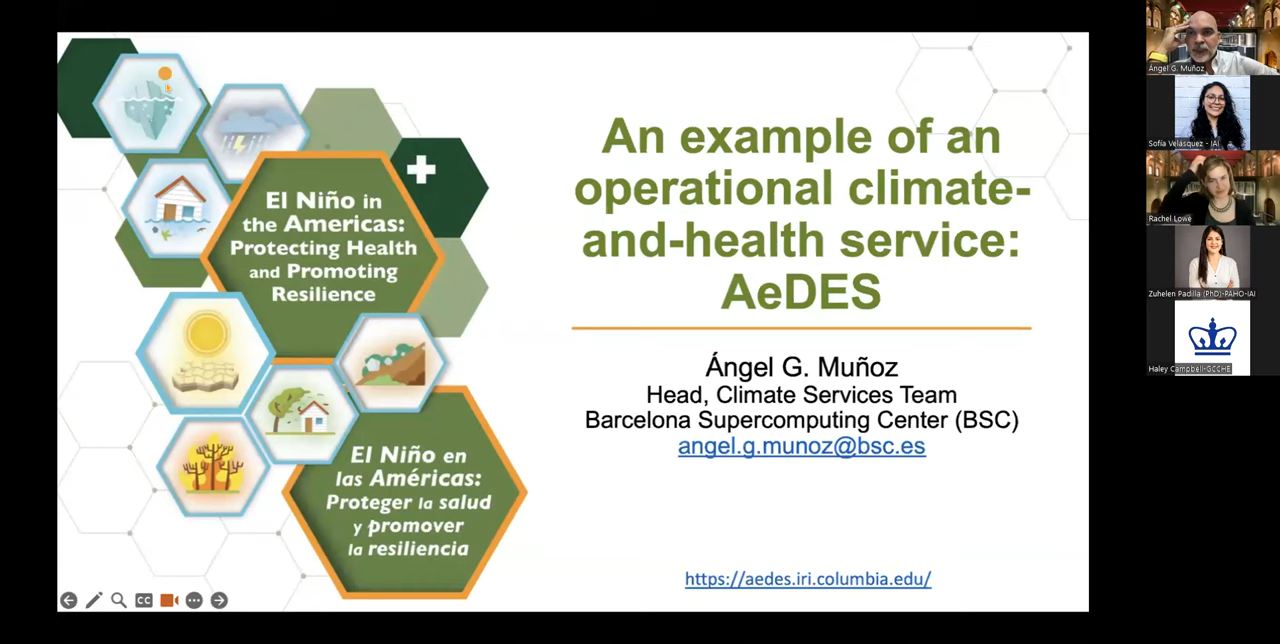 El Niño in
the Americas:
Protecting Health
and Promoting
Resilience
El Niño en
las Américas:
Proteger la salud
y promover
la resiliencia
An example of an
operational climate-
and-health service:
AeDES
Ángel G. Muñoz
Head, Climate Services Team
Barcelona Supercomputing Center (BSC)
angel.g.munoz@bsc.es
https://aedes.iri.columbia.edu/
CC
Ángel G. Muñoz
Sofía Velásquez - IAI
Rachel Lowe
Zuhelen Padilla (PhD)-PAHO-IAI
Haley Campbell-GCCHE